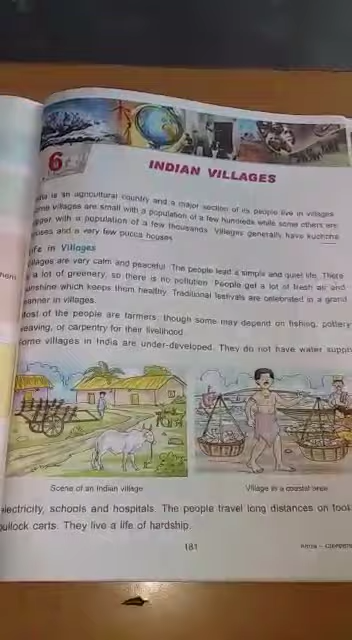 6
INDIAN VILLAGES
is an agricultural country and a major section of its people live in villages.
villages are small with a population of a few hundreds while some others are
with a population of a few thousands. Villages generally have kuchcha
and a very few pucca houses.
Life in Villages
Villages are very calm and peaceful. The people lead a simple and quiet life. There
a lot of greenery, so there is no pollution. People get a lot of fresh air and
sunshine which keeps them healthy. Traditional festivals are celebrated in a grand
manner in villages.
Most of the people are farmers, though some may depend on fishing, pottery
weaving, or carpentry for their livelihood.
Some villages in India are under-developed. They do not have water supply
Scene of an Indian village
Village in a coastal area
electricity, schools and hospitals. The people travel long distances on foot
bullock carts. They live a life of hardship.
181